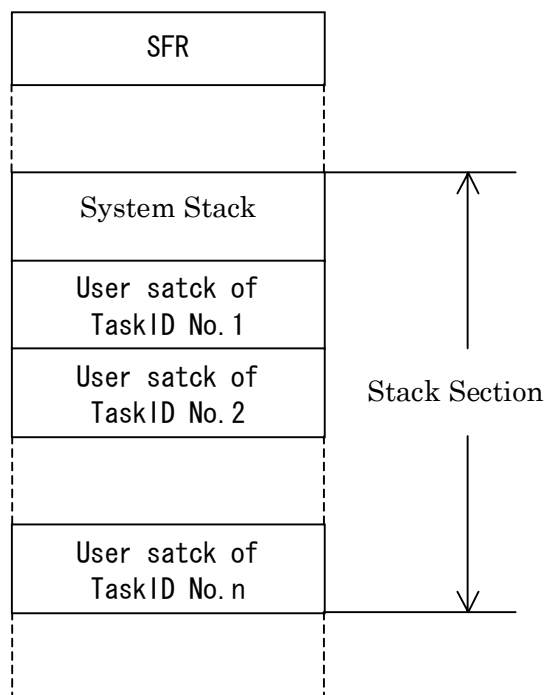 SFR
System Stack
User satck of
TaskID No.1
User satck of
TaskID No.2
Stack Section
User satck of
TaskID No.n